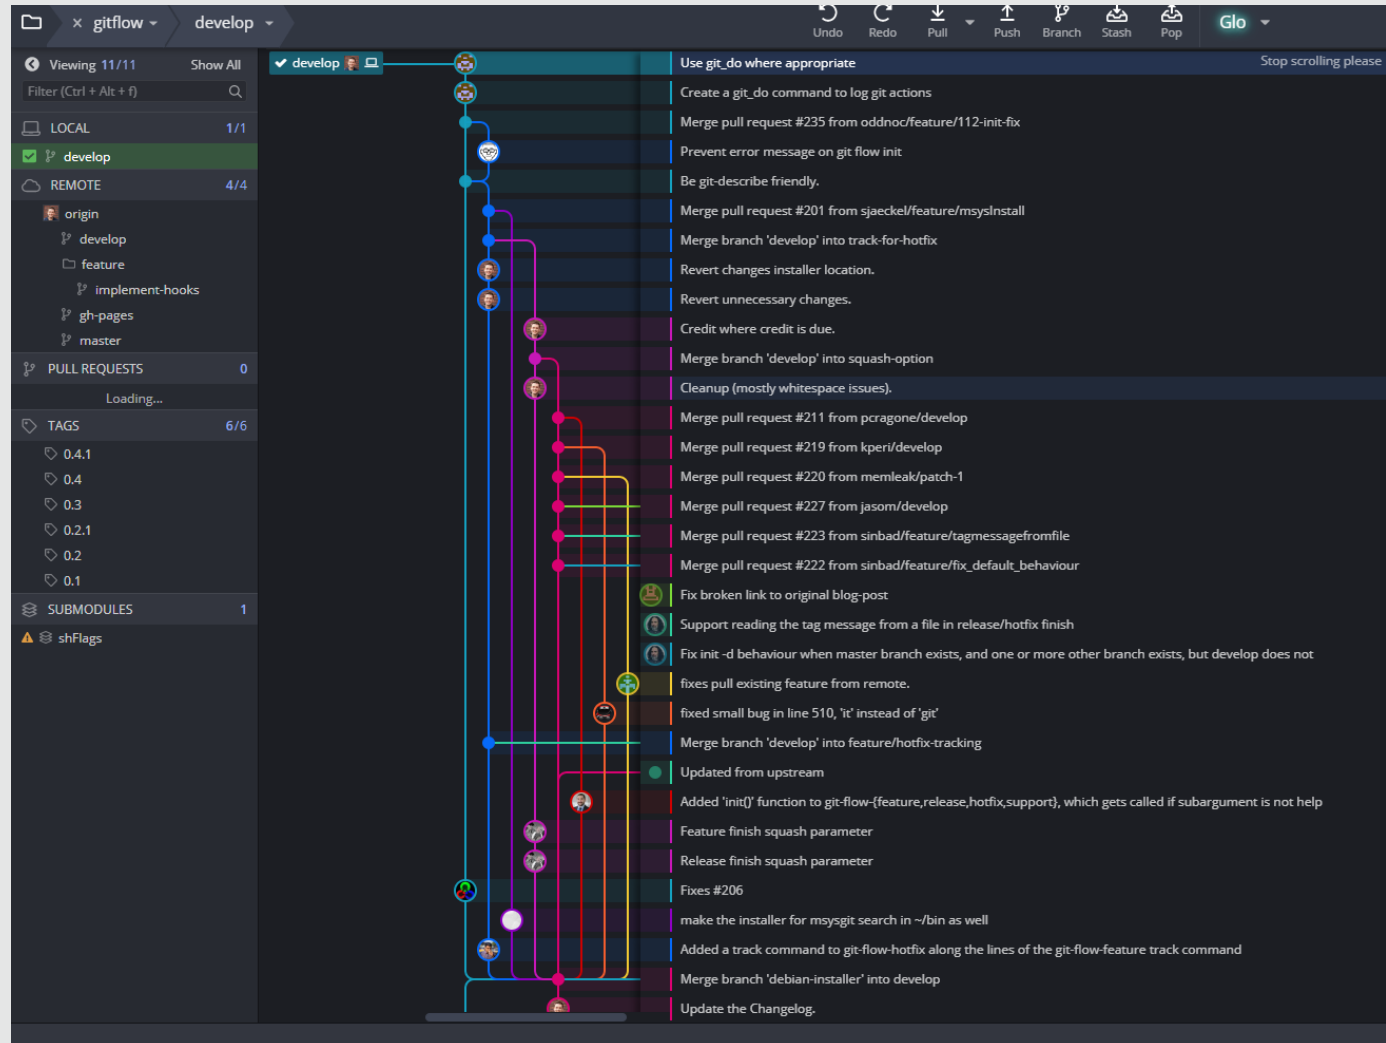 gitflow
develop
Undo
Redo
Pull
Push
Branch
Stash
Pop
Glo
Viewing 11/11
Show All
Filter (Ctrl + Alt + f)
LOCAL
1/1
develop
REMOTE
4/4
origin
develop
feature
implement-hooks
gh-pages
master
PULL REQUESTS
0
Loading...
TAGS
6/6
0.4.1
0.4
0.3
0.2.1
0.2
0.1
SUBMODULES
1
shFlags
develop
Use git_do where appropriate
Stop scrolling please
Create a git_do command to log git actions
Merge pull request #235 from oddnoc/feature/112-init-fix
Prevent error message on git flow init
Be git-describe friendly.
Merge pull request #201 from sjaeckel/feature/msysInstall
Merge branch 'develop' into track-for-hotfix
Revert changes installer location.
Revert unnecessary changes.
Credit where credit is due.
Merge branch 'develop' into squash-option
Cleanup (mostly whitespace issues).
Merge pull request #211 from pcragone/develop
Merge pull request #219 from kperi/develop
Merge pull request #220 from memleak/patch-1
Merge pull request #227 from jasom/develop
Merge pull request #223 from sinbad/feature/tagmessagefromfile
Merge pull request #222 from sinbad/feature/fix_default_behaviour
Fix broken link to original blog-post
Support reading the tag message from a file in release/hotfix finish
Fix init -d behaviour when master branch exists, and one or more other branch exists, but develop does not
fixes pull existing feature from remote.
fixed small bug in line 510, 'it' instead of 'git'
Merge branch 'develop' into feature/hotfix-tracking
Updated from upstream
Added 'init()' function to git-flow-{feature,release,hotfix,support}, which gets called if subargument is not help
Feature finish squash parameter
Release finish squash parameter
Fixes #206
make the installer for msysgit search in ~/bin as well
Added a track command to git-flow-hotfix along the lines of the git-flow-feature track command
Merge branch 'debian-installer' into develop
Update the Changelog.